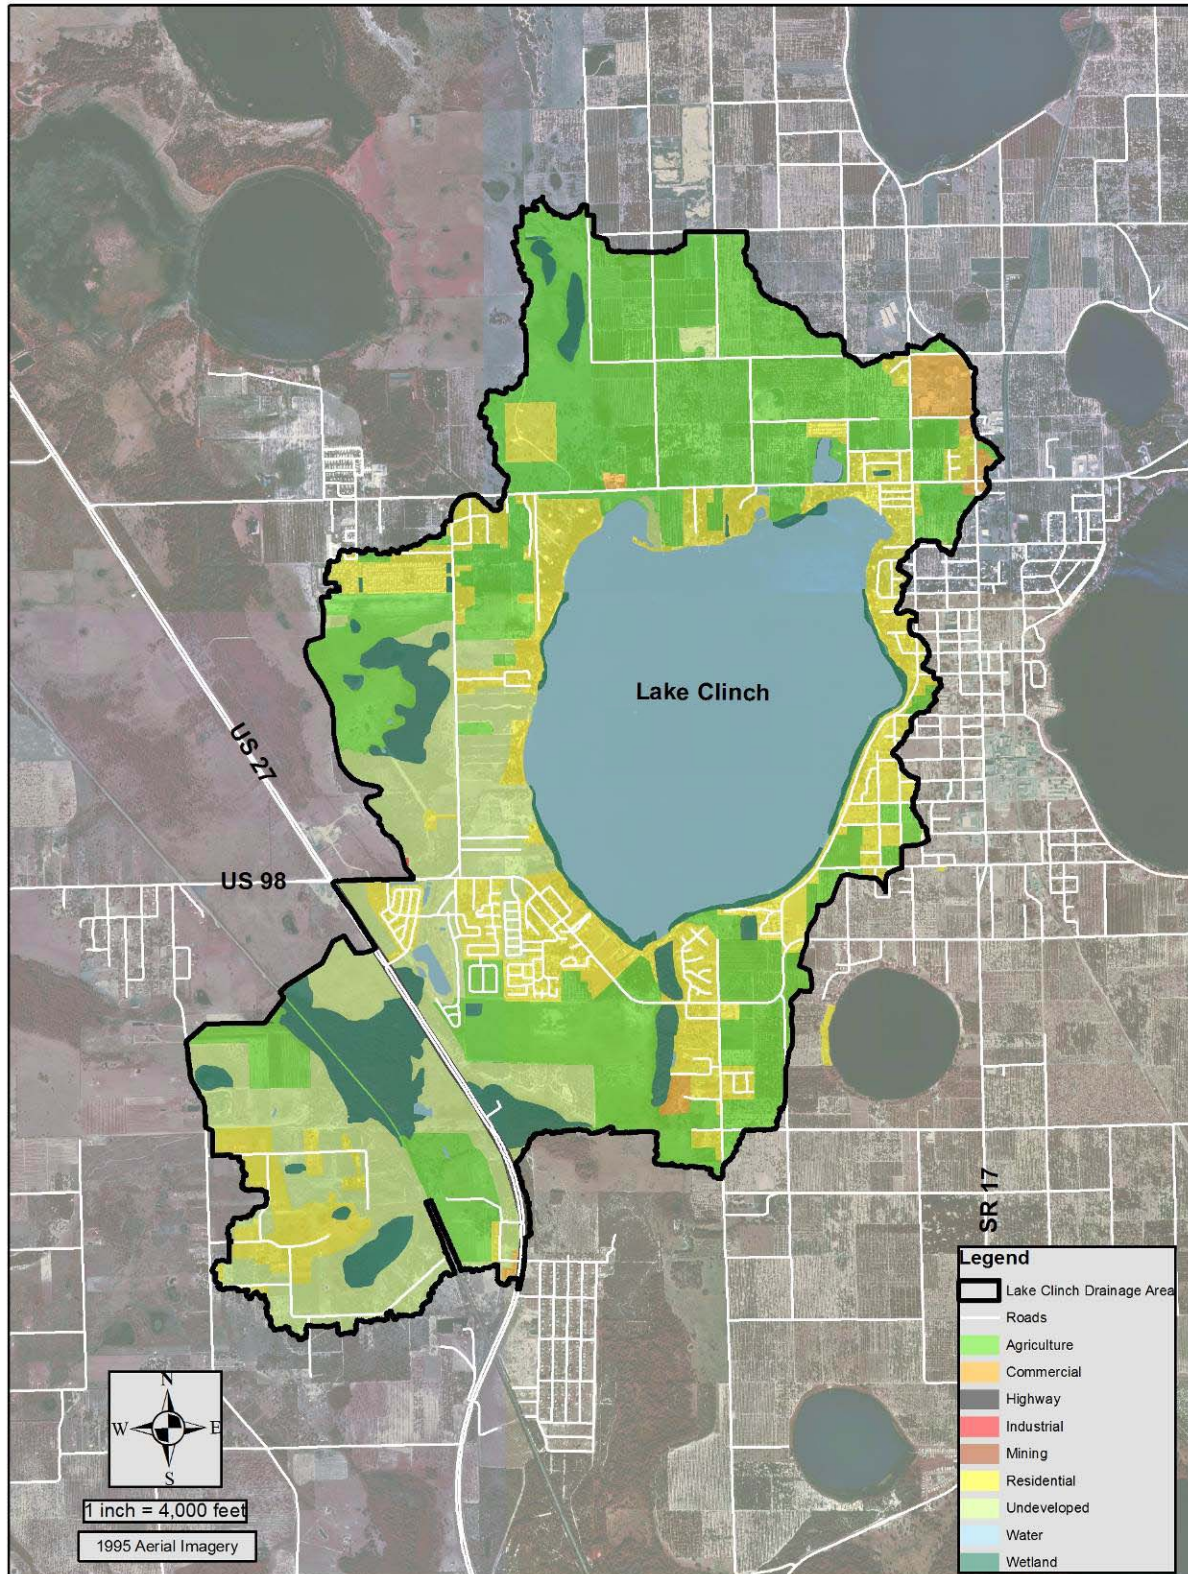 Lake Clinch
US 27
US 98
SR 17
Legend
Lake Clinch Drainage Area
Roads
Agriculture
Commercial
Highway
Industrial
Mining
Residential
Undeveloped
Water
Wetland
N
W E
S
1 inch = 4,000 feet
1995 Aerial Imagery